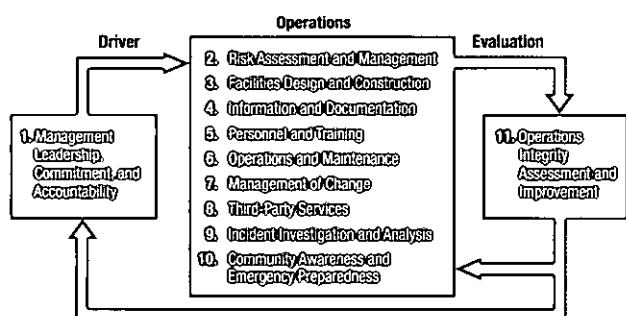 Operations
Driver
Evaluation
1. Management
Leadership,
Commitment and
Accountability
2. Risk Assessment and Management
3. Facilities Design and Construction
4. Information and Documentation
5. Personnel and Training
6. Operations and Maintenance
7. Management of Change
8. Third-Party Services
9. Incident Investigation and Analysis
10. Community Awareness and
Emergency Preparedness
11. Operations
Integrity
Assessment and
Improvement